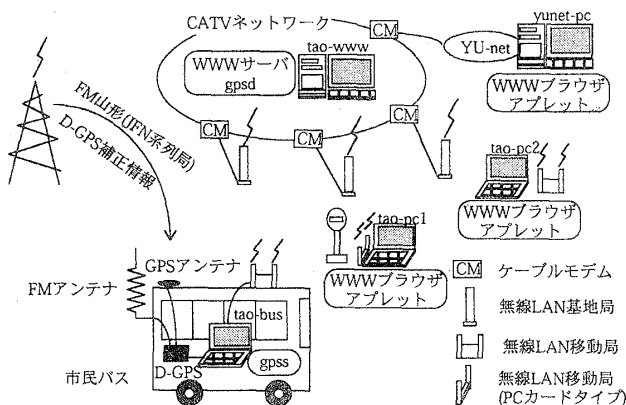 CATVネットワーク
CM
yunet-pc
YU-net
tao-www
WWWサーバ
gpsd
WWWブラウザ
アプレット
FM山形(JFN系列局)
D-GPS補正情報
CM
CM
CM
tao-pc2
WWWブラウザ
アプレット
tao-pc1
WWWブラウザ
アプレット
GPSアンテナ
FMアンテナ
tao-bus
gpss
D-GPS
市民バス
CM ケーブルモデム
無線LAN基地局
無線LAN移動局
無線LAN移動局
(PCカードタイプ)